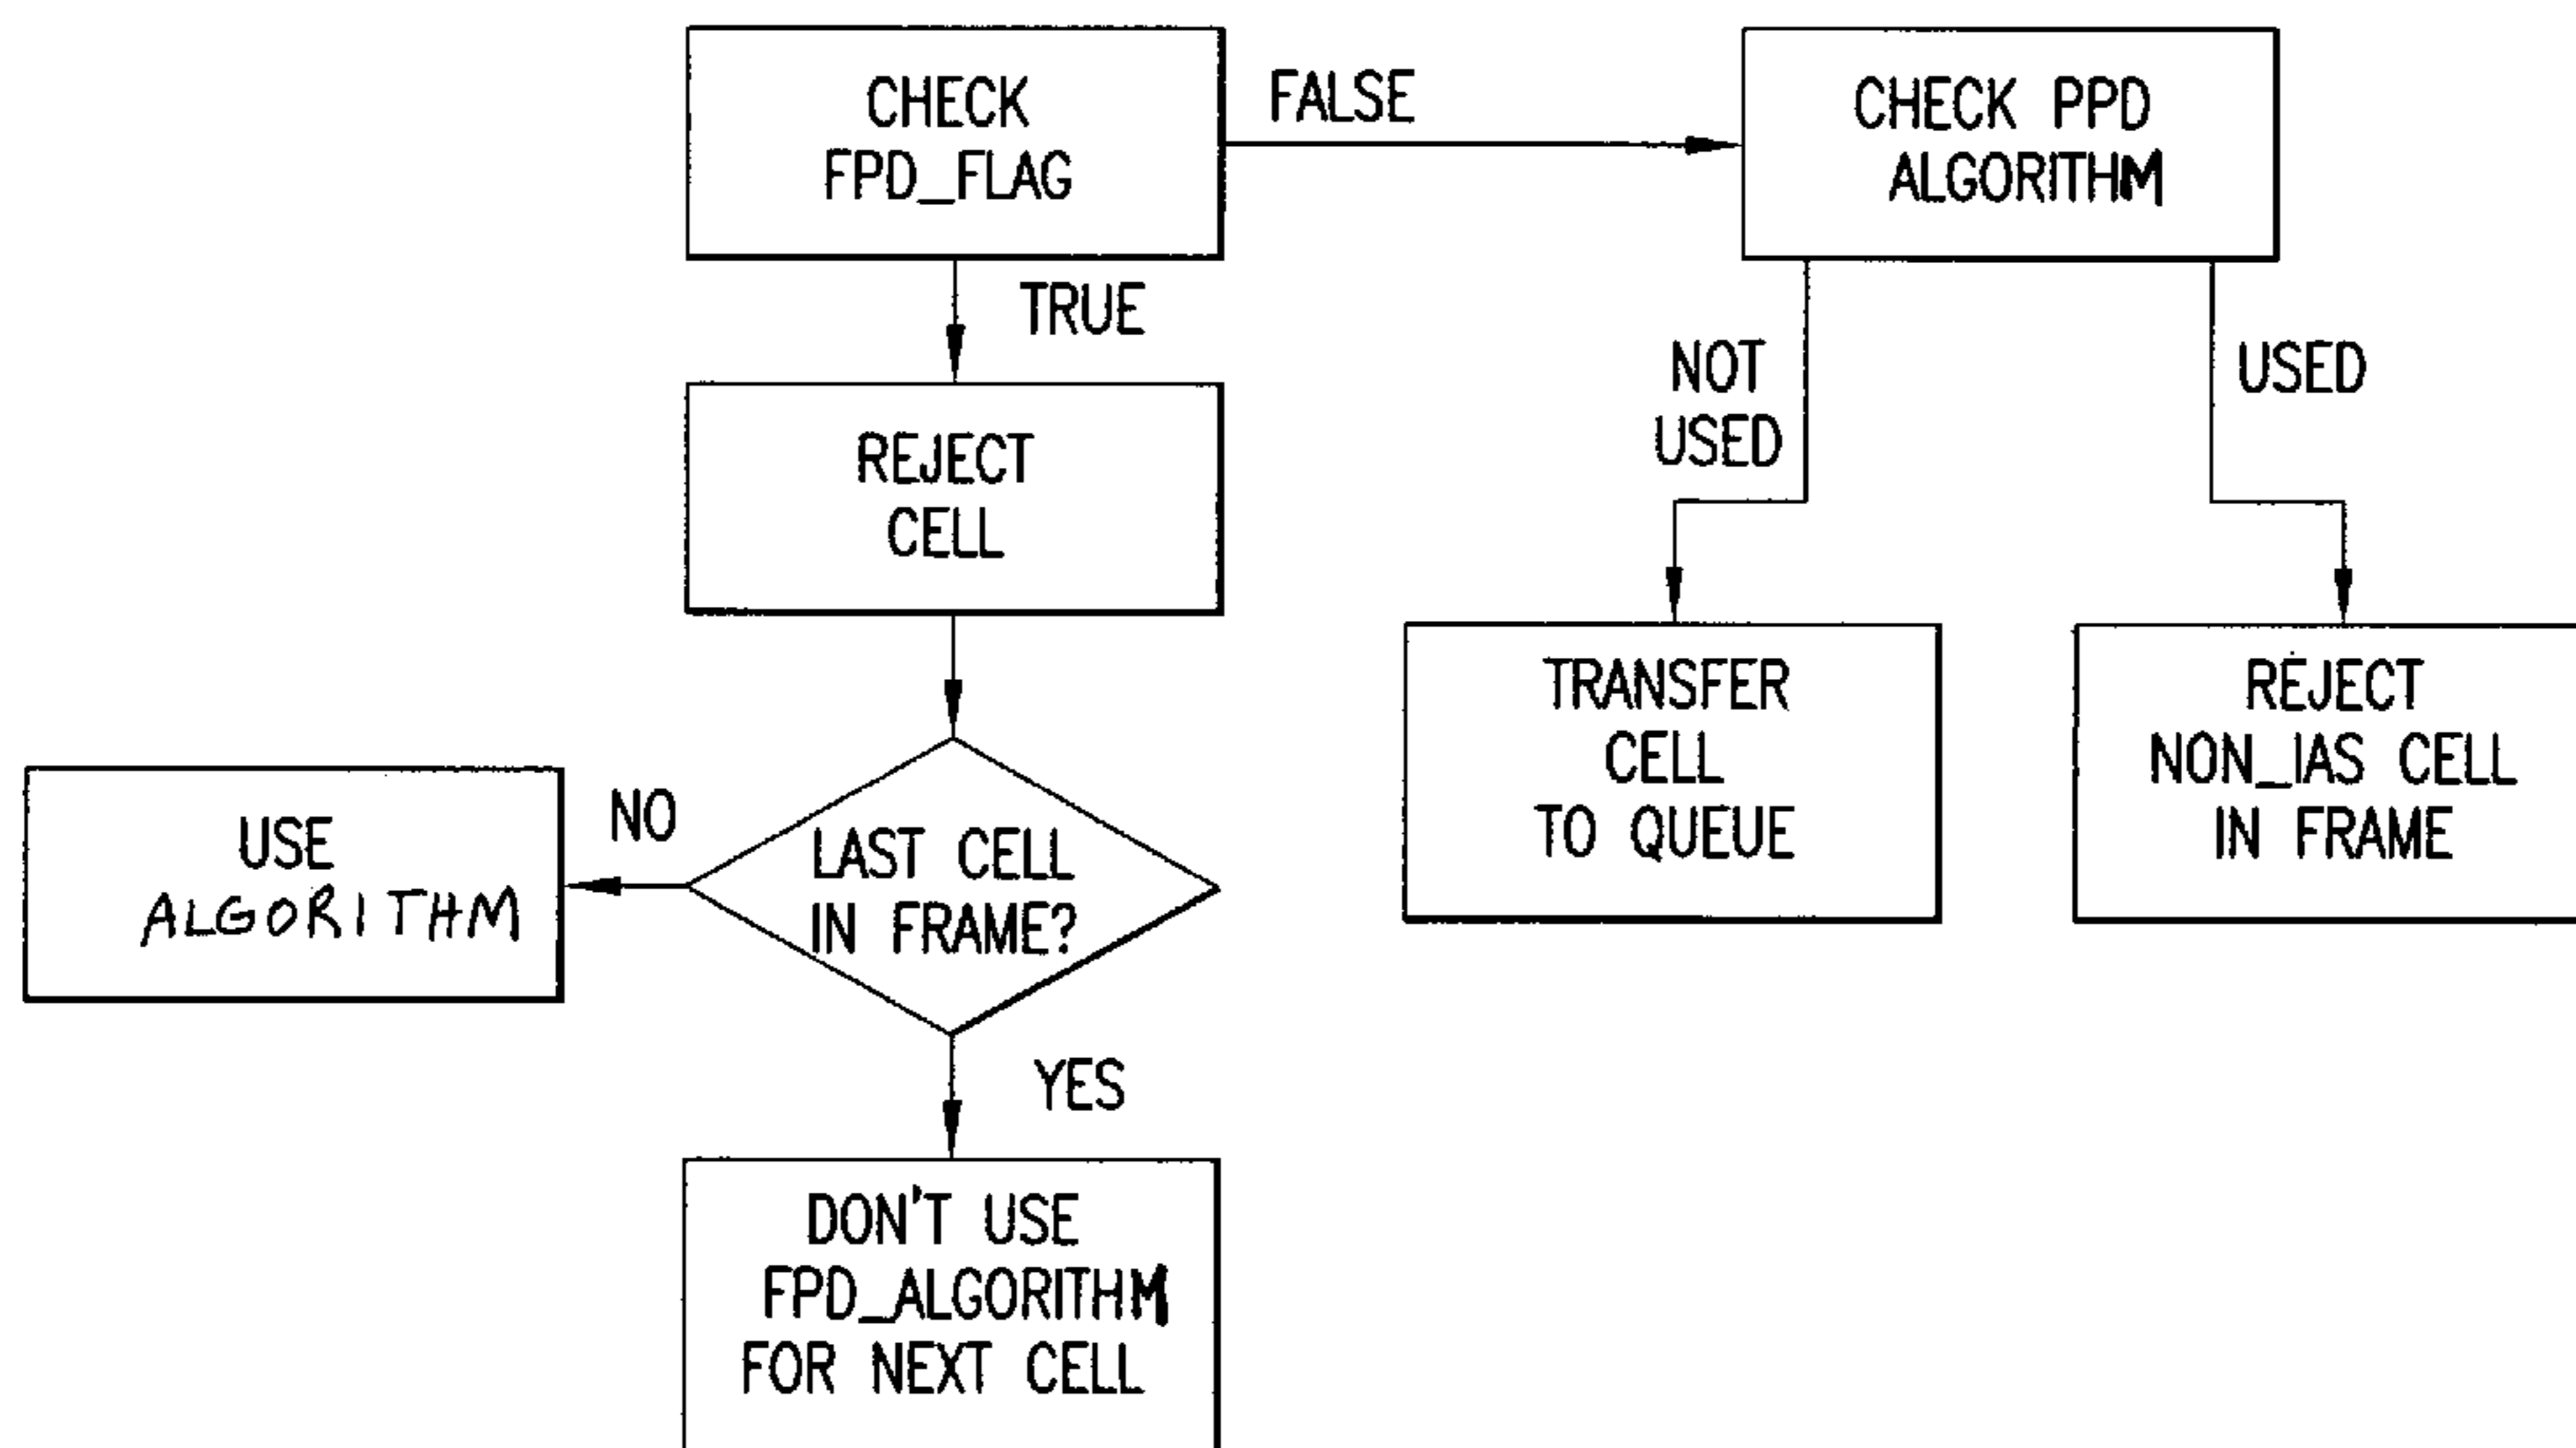 CHECK
FPD_FLAG
FALSE
CHECK PPD
ALGORITHM
TRUE
NOT
USED
USED
REJECT
CELL
TRANSFER
CELL
TO QUEUE
REJECT
NON_IAS CELL
IN FRAME
USE
ALGORITHM
NO
LAST CELL
IN FRAME?
YES
DON'T USE
FPD_ALGORITHM
FOR NEXT CELL